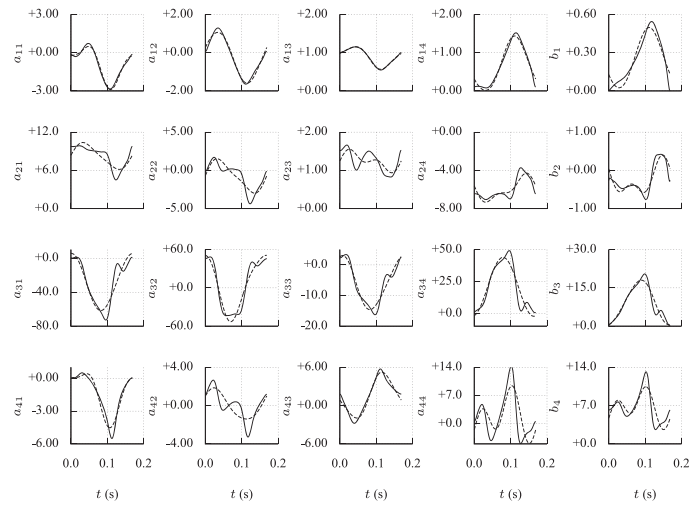 +3.00 +2.00 +2.00 +2.00 +0.60
a11 +0.00 a12 +0.00 a13 +1.00 a14 +1.00 b1 +0.30
-3.00 -2.00 +0.00 +0.00 +0.00
+12.0 +5.00 +2.00 +0.00 +1.00
a21 +6.0 a22 +0.00 a23 +1.00 a24 -4.00 b2 +0.00
+0.0 -5.00 +0.00 -8.00 -1.00
+0.0 +60.0 +0.0 +50.0 +30.0
a31 -40.0 a32 +0.0 a33 -10.0 a34 +25.0 b3 +15.0
-80.0 -60.0 -20.0 +0.0 +0.0
+0.00 +4.00 +6.00 +14.0 +14.0
a41 -3.00 a42 +0.00 a43 +0.00 a44 +7.0 b4 +7.0
-6.00 -4.00 -6.00 +0.0 +0.0
0.0 0.1 0.2 0.0 0.1 0.2 0.0 0.1 0.2 0.0 0.1 0.2 0.0 0.1 0.2
t (s) t (s) t (s) t (s) t (s)